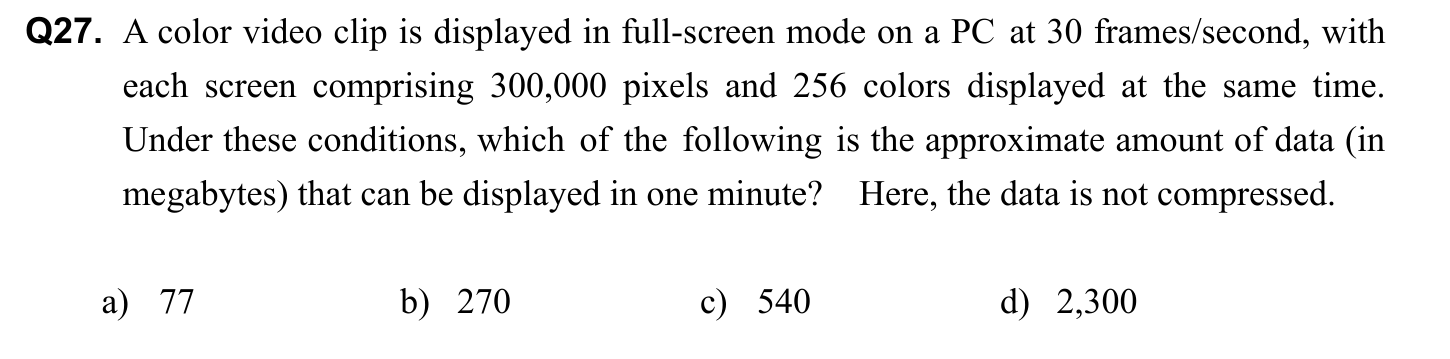 Q27. A color video clip is displayed in full-screen mode on a PC at 30 frames/second, with
each screen comprising 300,000 pixels and 256 colors displayed at the same time.
Under these conditions, which of the following is the approximate amount of data (in
megabytes) that can be displayed in one minute? Here, the data is not compressed.
a) 77 b) 270 c) 540 d) 2,300